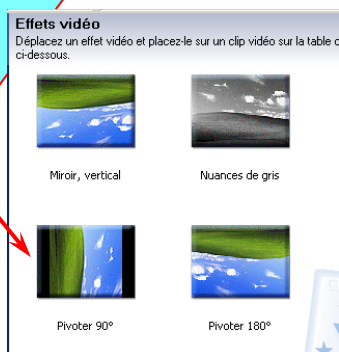 Effets vidéo
Déplacez un effet vidéo et placez-le sur un clip vidéo sur la table
ci-dessous.
Miroir, vertical
Nuances de gris
Pivoter 90°
Pivoter 180°